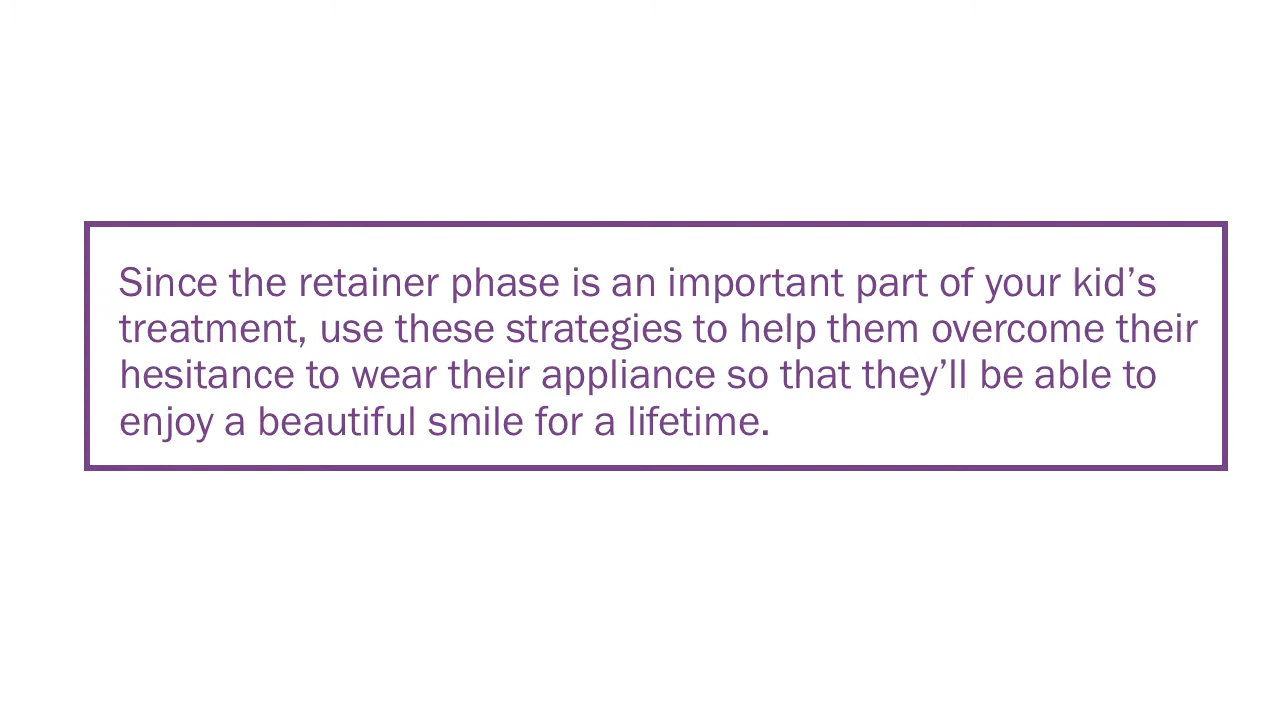 Since the retainer phase is an important part of your kid’s
treatment, use these strategies to help them overcome their
hesitance to wear their appliance so that they’ll be able to
enjoy a beautiful smile for a lifetime.